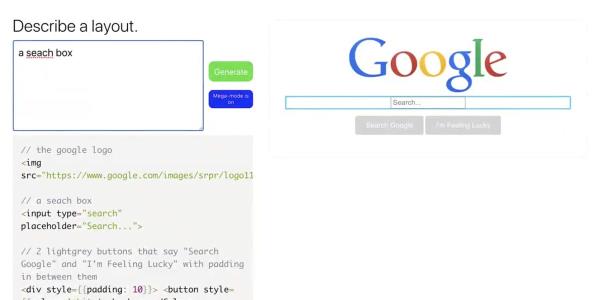 Describe a layout.
a seach box
Generate
Mega-mode is
on
// the google logo
<img
src="https://www.google.com/images/srpr/logo11
// a seach box
<input type="search"
placeholder="Search...">
// 2 lightgrey buttons that say "Search
Google" and "I'm Feeling Lucky" with padding
in between them
<div style={{padding: 10}}> <button style=
Google
Search...
Search Google
I'm Feeling Lucky